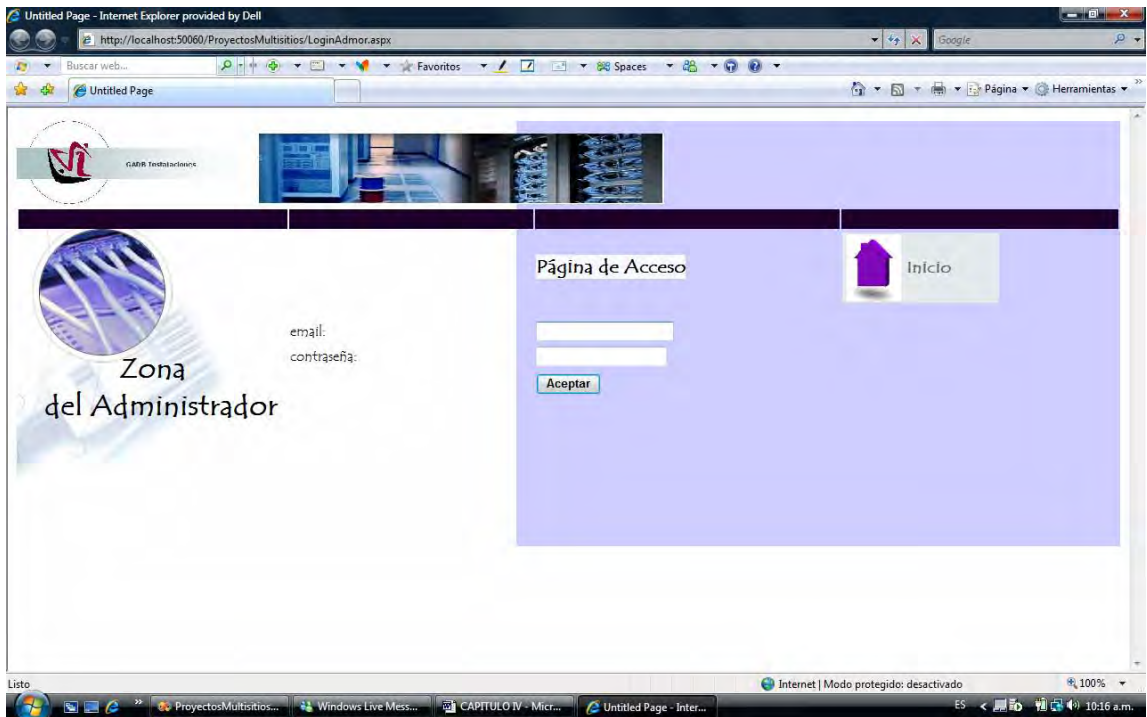 Untitled Page - Internet Explorer provided by Dell
http://localhost:50060/ProyectosMultisitios/LoginAdmor.aspx
Google
Buscar web...
Favoritos
Spaces
Untitled Page
Página
Herramientas
GADR Instalaciones
Página de Acceso
Inicio
email:
contraseña:
Aceptar
Zona
del Administrador
Listo
Internet | Modo protegido: desactivado
100%
ProyectosMultisitios...
Windows Live Mess...
CAPITULO IV - Micr...
Untitled Page - Inter...
ES
10:16 a.m.